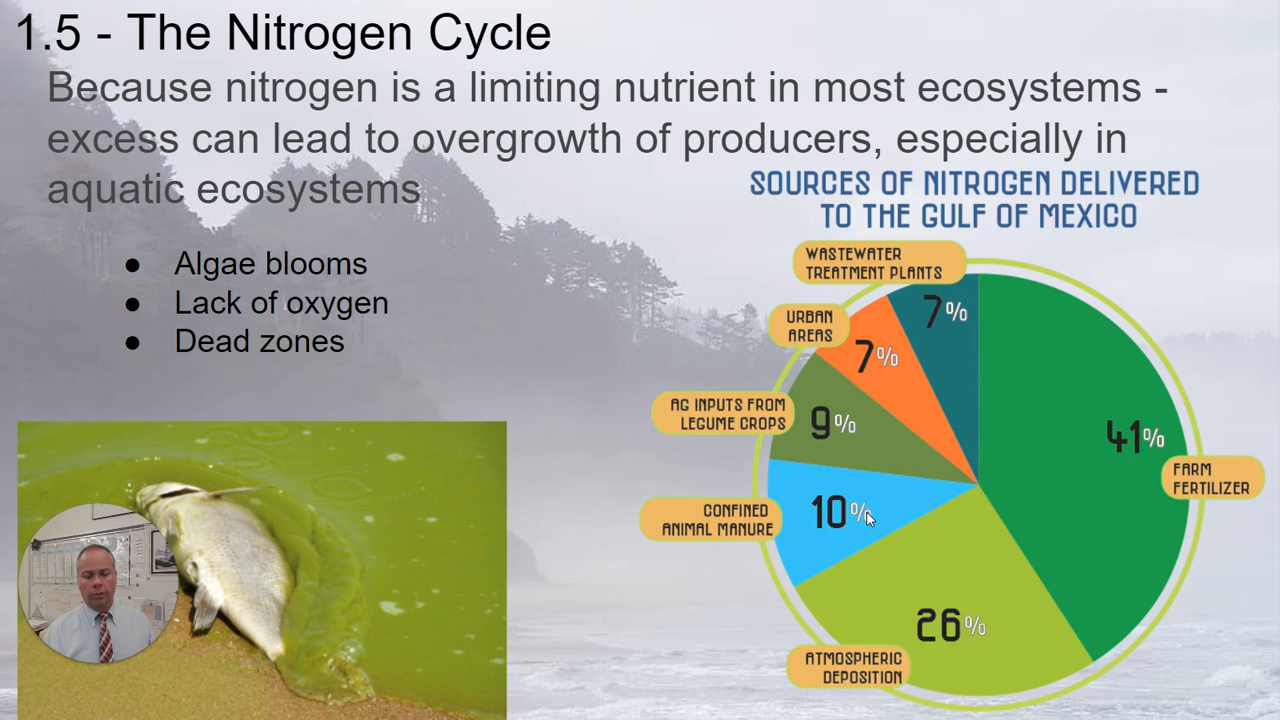 1.5 - The Nitrogen Cycle
Because nitrogen is a limiting nutrient in most ecosystems -
excess can lead to overgrowth of producers, especially in
aquatic ecosystems
● Algae blooms
● Lack of oxygen
● Dead zones
SOURCES OF NITROGEN DELIVERED
TO THE GULF OF MEXICO
WASTEWATER
TREATMENT PLANTS
7%
URBAN
AREAS
7%
AG INPUTS FROM
LEGUME CROPS
9%
CONFINED
ANIMAL MANURE
10%
41%
FARM
FERTILIZER
26%
ATMOSPHERIC
DEPOSITION